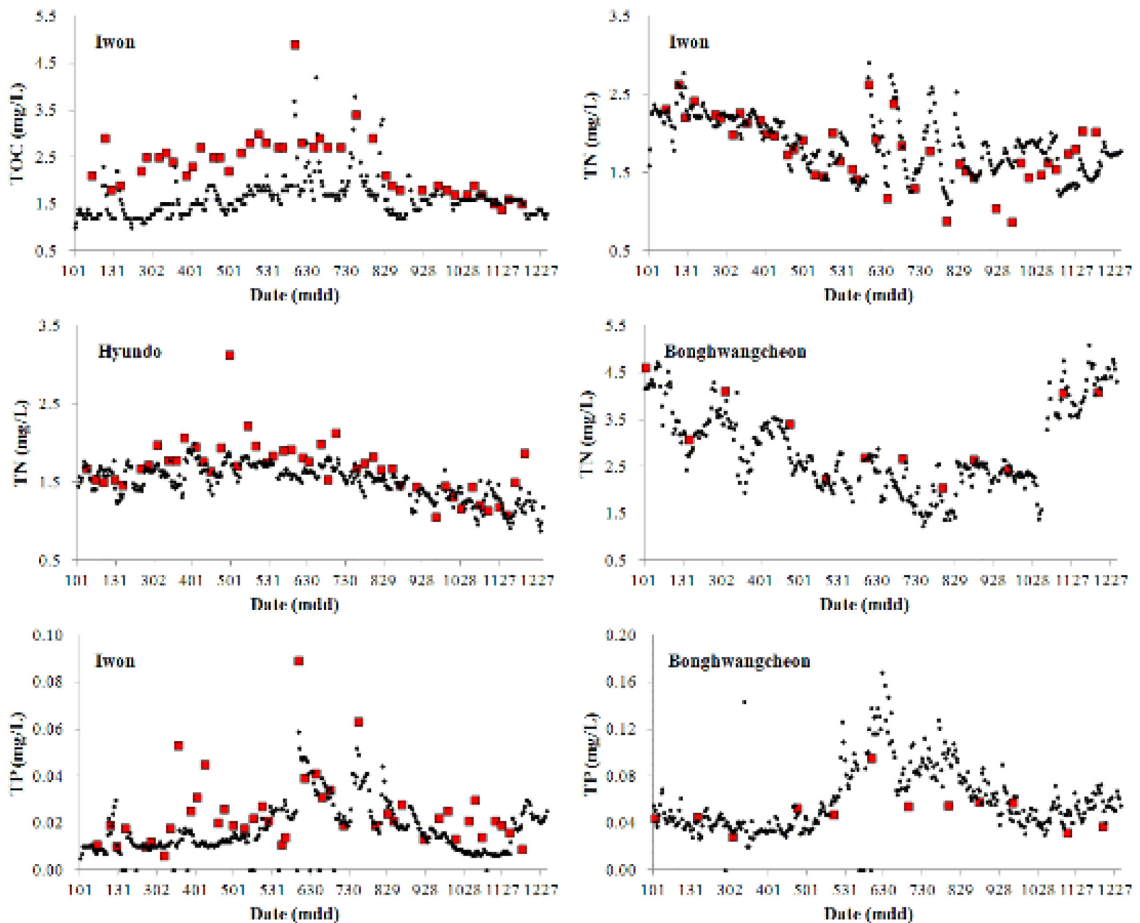 Iwon
TOC (mg/L)
5.5
4.5
3.5
2.5
1.5
0.5
101 131 302 401 501 531 630 730 829 928 1028 1127 1227
Date (mdd)
Iwon
TN (mg/L)
3.5
2.5
1.5
0.5
101 131 302 401 501 531 630 730 829 928 1028 1127 1227
Date (mdd)
Hyundo
TN (mg/L)
3.5
2.5
1.5
0.5
101 131 302 401 501 531 630 730 829 928 1028 1127 1227
Date (mdd)
Bonghwangcheon
TN (mg/L)
5.5
4.5
3.5
2.5
1.5
0.5
101 131 302 401 501 531 630 730 829 928 1028 1127 1227
Date (mdd)
Iwon
TP (mg/L)
0.10
0.08
0.06
0.04
0.02
0.00
101 131 302 401 501 531 630 730 829 928 1028 1127 1227
Date (mdd)
Bonghwangcheon
TP (mg/L)
0.20
0.16
0.12
0.08
0.04
0.00
101 131 302 401 501 531 630 730 829 928 1028 1127 1227
Date (mdd)